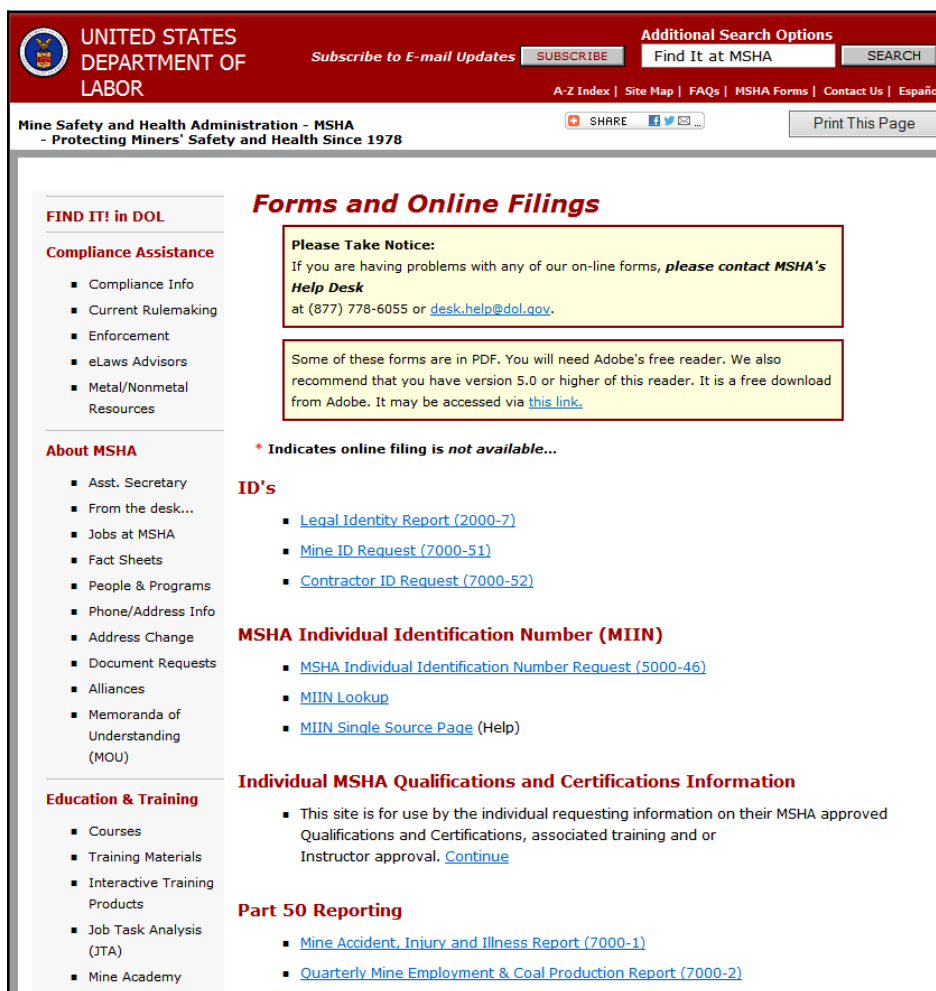 UNITED STATES
DEPARTMENT OF
LABOR
Subscribe to E-mail Updates SUBSCRIBE
Additional Search Options
Find It at MSHA SEARCH
A-Z Index | Site Map | FAQs | MSHA Forms | Contact Us |
Mine Safety and Health Administration - MSHA
- Protecting Miners' Safety and Health Since 1978
SHARE
Print This Page
FIND IT! in DOL
Compliance Assistance
Compliance Info
Current Rulemaking
Enforcement
eLaws Advisors
Metal/Nonmetal
Resources
About MSHA
Asst. Secretary
From the desk...
Jobs at MSHA
Fact Sheets
People & Programs
Phone/Address Info
Address Change
Document Requests
Alliances
Memoranda of
Understanding
(MOU)
Education & Training
Courses
Training Materials
Interactive Training
Products
Job Task Analysis
(JTA)
Mine Academy
Forms and Online Filings
Please Take Notice:
If you are having problems with any of our on-line forms, please contact MSHA's
Help Desk
at (877) 778-6055 or desk.help@dol.gov.
Some of these forms are in PDF. You will need Adobe's free reader. We also
recommend that you have version 5.0 or higher of this reader. It is a free download
from Adobe. It may be accessed via this link.
* Indicates online filing is not available...
ID's
Legal Identity Report (2000-7)
Mine ID Request (7000-51)
Contractor ID Request (7000-52)
MSHA Individual Identification Number (MIIN)
MSHA Individual Identification Number Request (5000-46)
MIIN Lookup
MIIN Single Source Page (Help)
Individual MSHA Qualifications and Certifications Information
This site is for use by the individual requesting information on their MSHA approved
Qualifications and Certifications, associated training and or
Instructor approval. Continue
Part 50 Reporting
Mine Accident, Injury and Illness Report (7000-1)
Quarterly Mine Employment & Coal Production Report (7000-2)